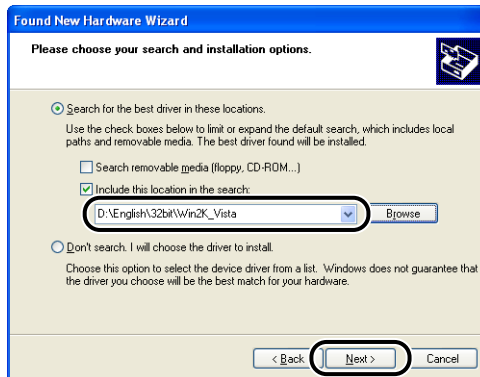 Found New Hardware Wizard
Please choose your search and installation options.
Search for the best driver in these locations.
Use the check boxes below to limit or expand the default search, which includes local
paths and removable media. The best driver found will be installed.
Search removable media (floppy, CD-ROM...)
Include this location in the search:
D:\English\32bit\Win2K_Vista
Browse
Don't search. I will choose the driver to install.
Choose this option to select the device driver from a list. Windows does not guarantee that
the driver you choose will be the best match for your hardware.
< Back
Next >
Cancel